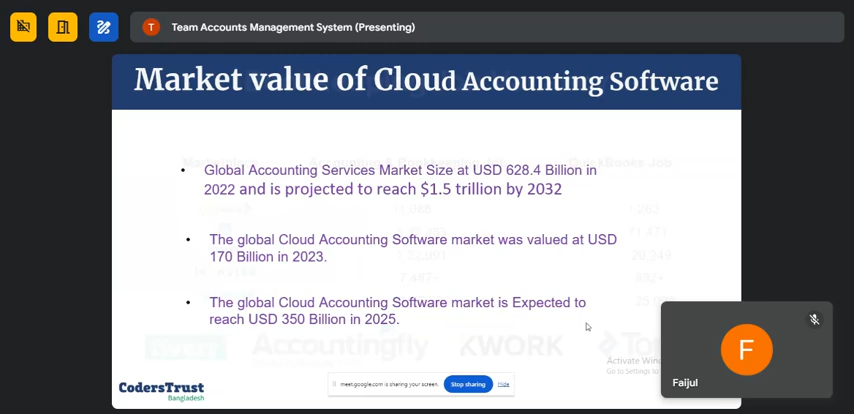 T Team Accounts Management System (Presenting)
Market value of Cloud Accounting Software
• Global Accounting Services Market Size at USD 628.4 Billion in
2022 and is projected to reach $1.5 trillion by 2032
• The global Cloud Accounting Software market was valued at USD
170 Billion in 2023.
• The global Cloud Accounting Software market is Expected to
reach USD 350 Billion in 2025.
Accountingfly
KWORK
Activate Win
Go to Settings to
CodersTrust
Bangladesh
meet.google.com is sharing your screen.
Stop sharing
Hide
F
Faijul